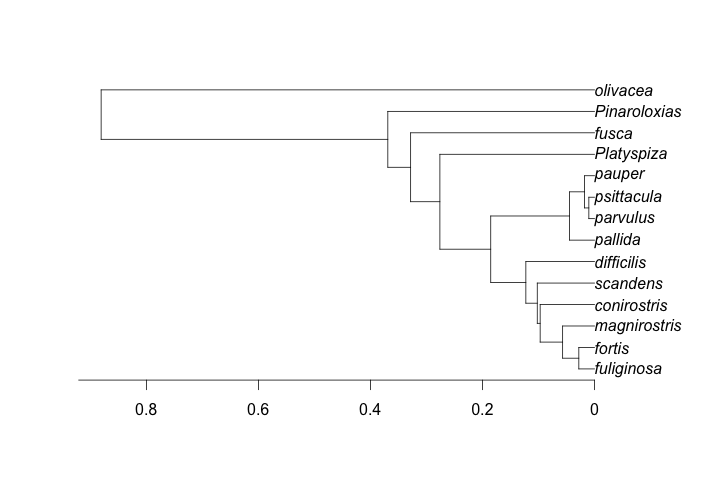 olivacea
Pinaroloxias
fusca
Platyspiza
pauper
psittacula
parvulus
pallida
difficilis
scandens
conirostris
magnirostris
fortis
fuliginosa
0.8 0.6 0.4 0.2 0